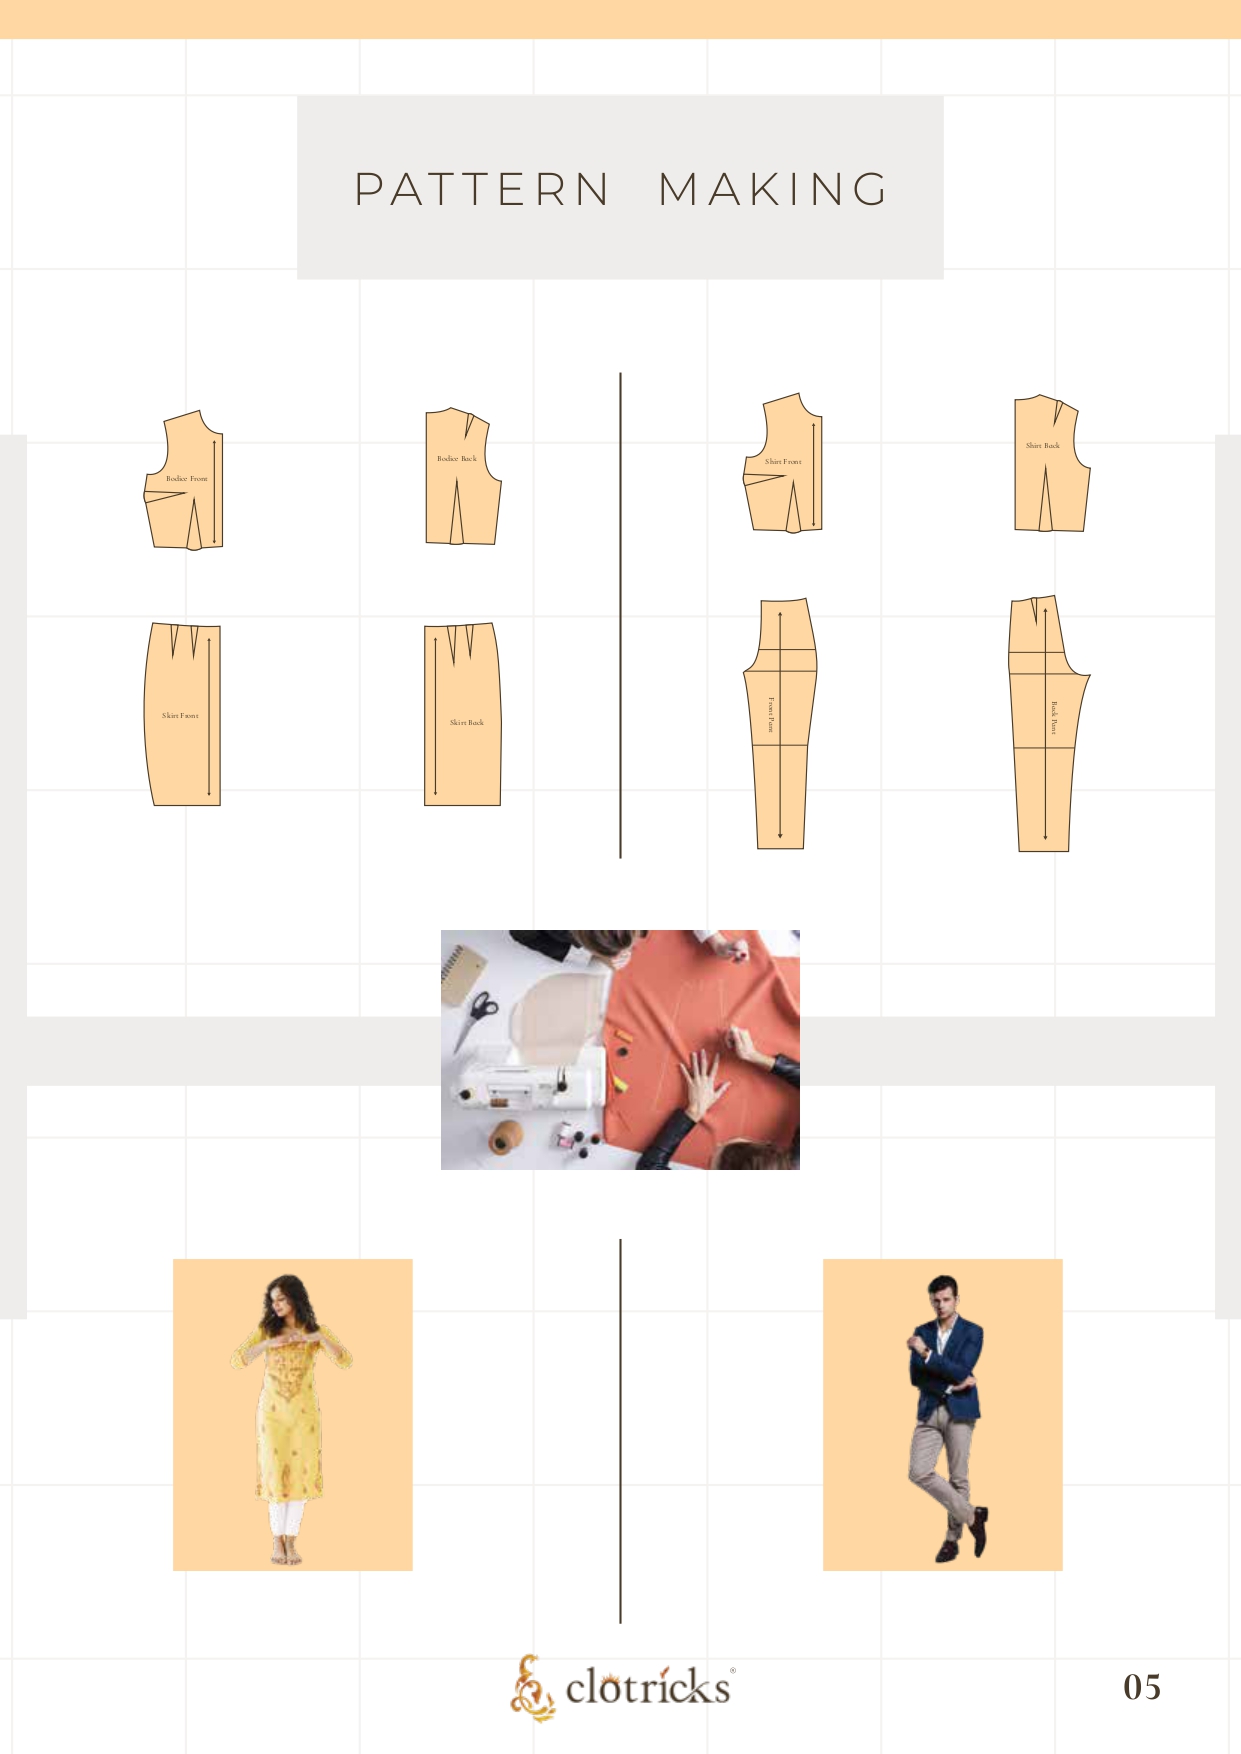 PATTERN MAKING
Bodice Front
Bodice Back
Shirt Front
Shirt Back
Skirt Front
Skirt Back
Front Pant
Back Pant
clotricks®
05